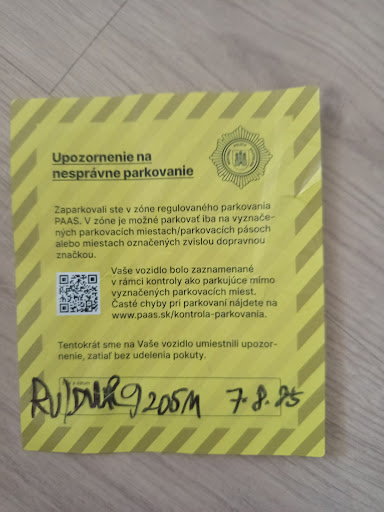 Upozornenie na
nesprávne parkovanie
Zaparkovali ste v zóne regulovaného parkovania
PAAS. V zóne je možné parkovať iba na vyznače-
ných parkovacích miestach/parkovacích pásoch
alebo miestach označených zvislou dopravnou
značkou.
Vaše vozidlo bolo zaznamenané
v rámci kontroly ako parkujúce mimo
vyznačených parkovacích miest.
Časté chyby pri parkovaní nájdete na
www.paas.sk/kontrola-parkovania.
Tentokrát sme na Vaše vozidlo umiestnili upozor-
nenie, zatiaľ bez udelenia pokuty.
9205M 7.8.25